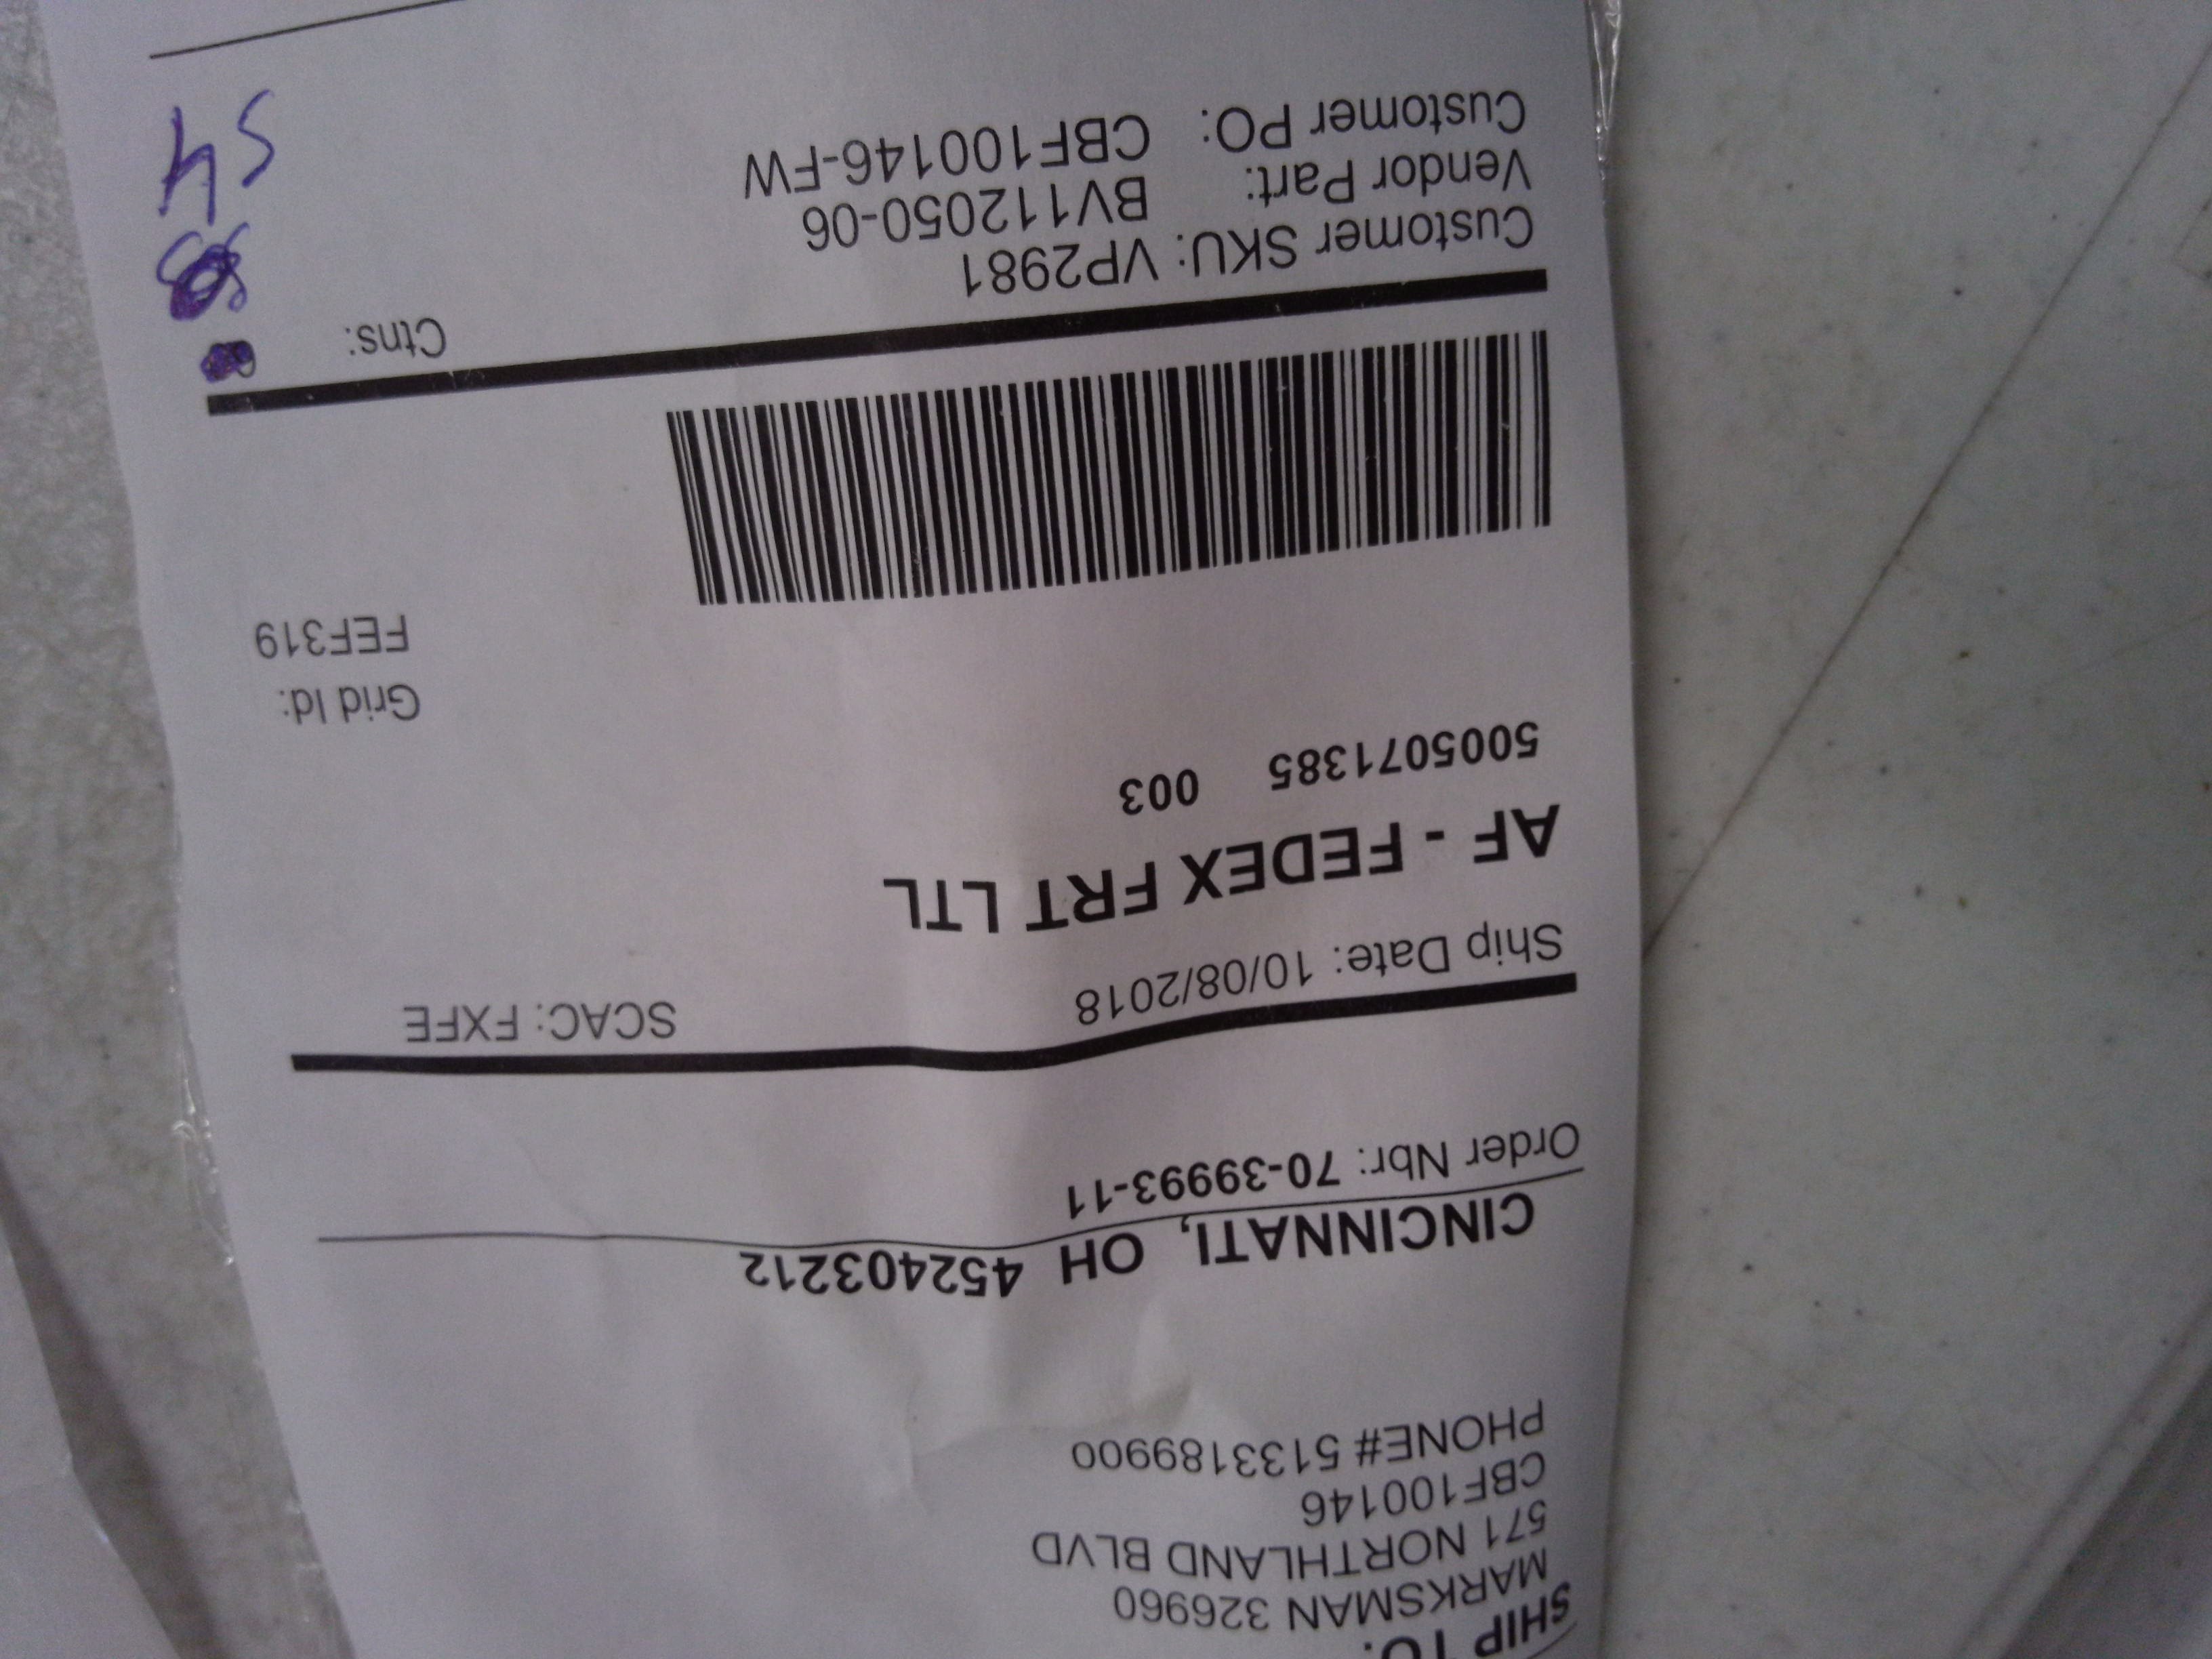 SHIP TO:
MARKSMAN 326960
571 NORTHLAND BLVD
CBF100146
PHONE# 5133189900
CINCINNATI, OH 452403212
Order Nbr: 70-39993-11
Ship Date: 10/08/2018 SCAC: FXFE
AF - FEDEX FRT LTL
5005071385 003
Grid Id:
FEF319
Customer SKU: VP2981 Ctns:
Vendor Part: BV112050-06
Customer PO: CBF100146-FW
54